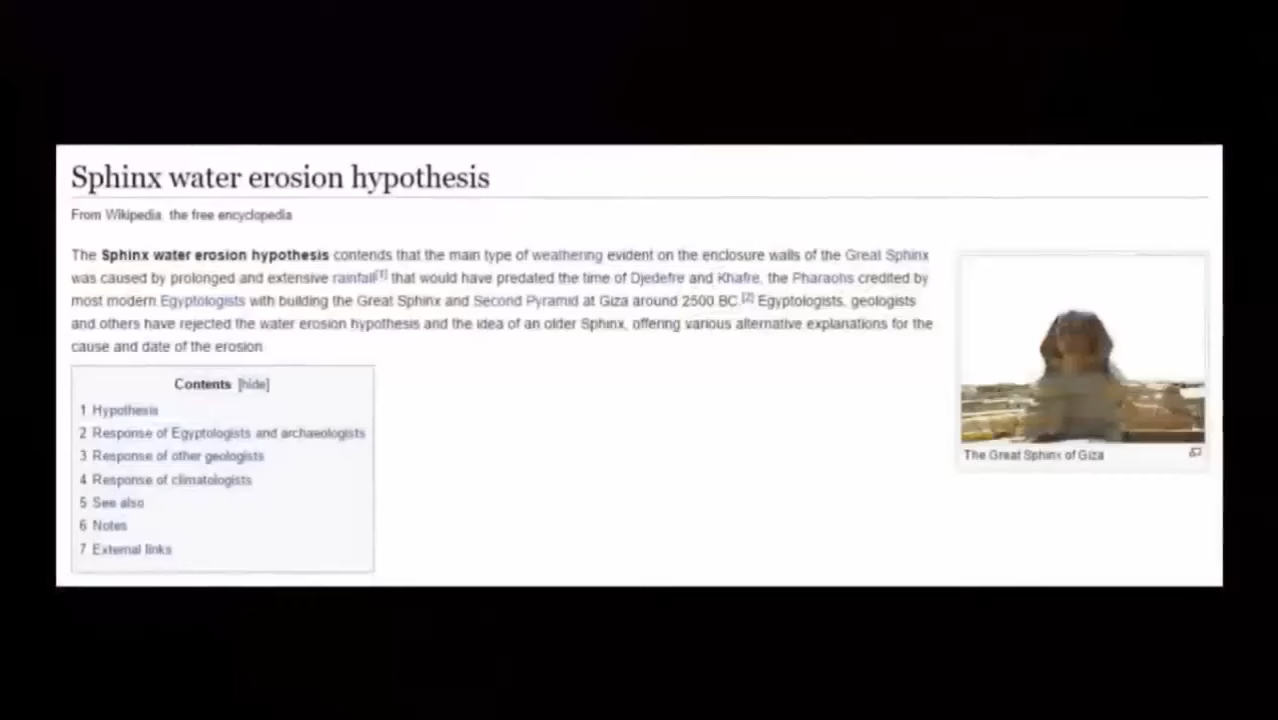 Sphinx water erosion hypothesis
From Wikipedia, the free encyclopedia
The Sphinx water erosion hypothesis contends that the main type of weathering evident on the enclosure walls of the Great Sphinx
was caused by prolonged and extensive rainfall[1] that would have predated the time of Djedefre and Khafre, the Pharaohs credited by
most modern Egyptologists with building the Great Sphinx and Second Pyramid at Giza around 2500 BC.[2] Egyptologists, geologists
and others have rejected the water erosion hypothesis and the idea of an older Sphinx, offering various alternative explanations for the
cause and date of the erosion
The Great Sphinx of Giza
Contents [hide]
1 Hypothesis
2 Response of Egyptologists and archaeologists
3 Response of other geologists
4 Response of climatologists
5 See also
6 Notes
7 External links